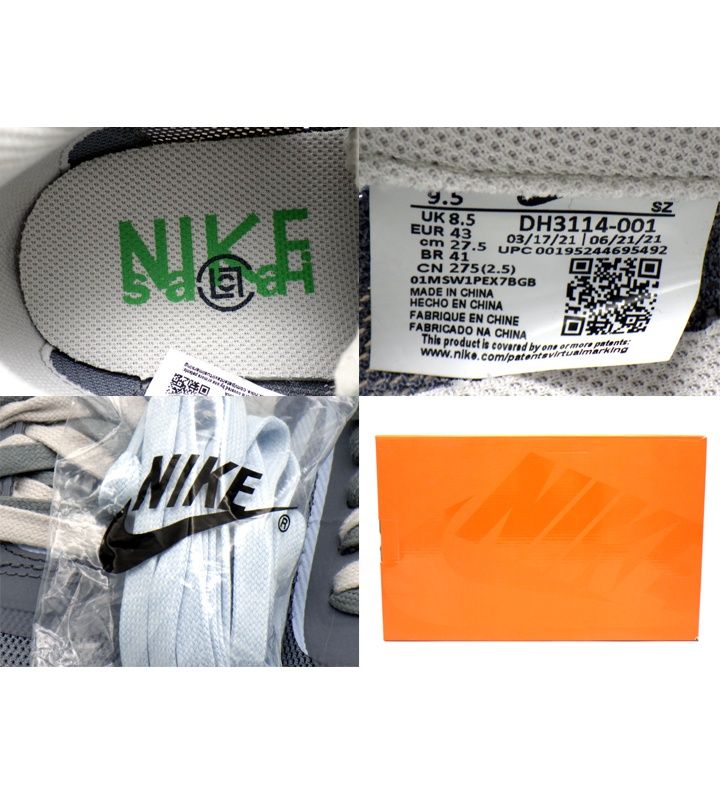 NIKE
sacai
9.5
SZ
UK 8.5
EUR 43
cm 27.5
BR 41
CN 275(2.5)
DH3114-001
03/17/21 | 06/21/21
UPC 00195244695492
01MSW1PEX7BGB
MADE IN CHINA
HECHO EN CHINA
FABRIQUE EN CHINE
FABRICADO NA CHINA
This product is covered by one or more patents:
www.nike.com/patentsvirtualmarking
NIKE
®
NIKE